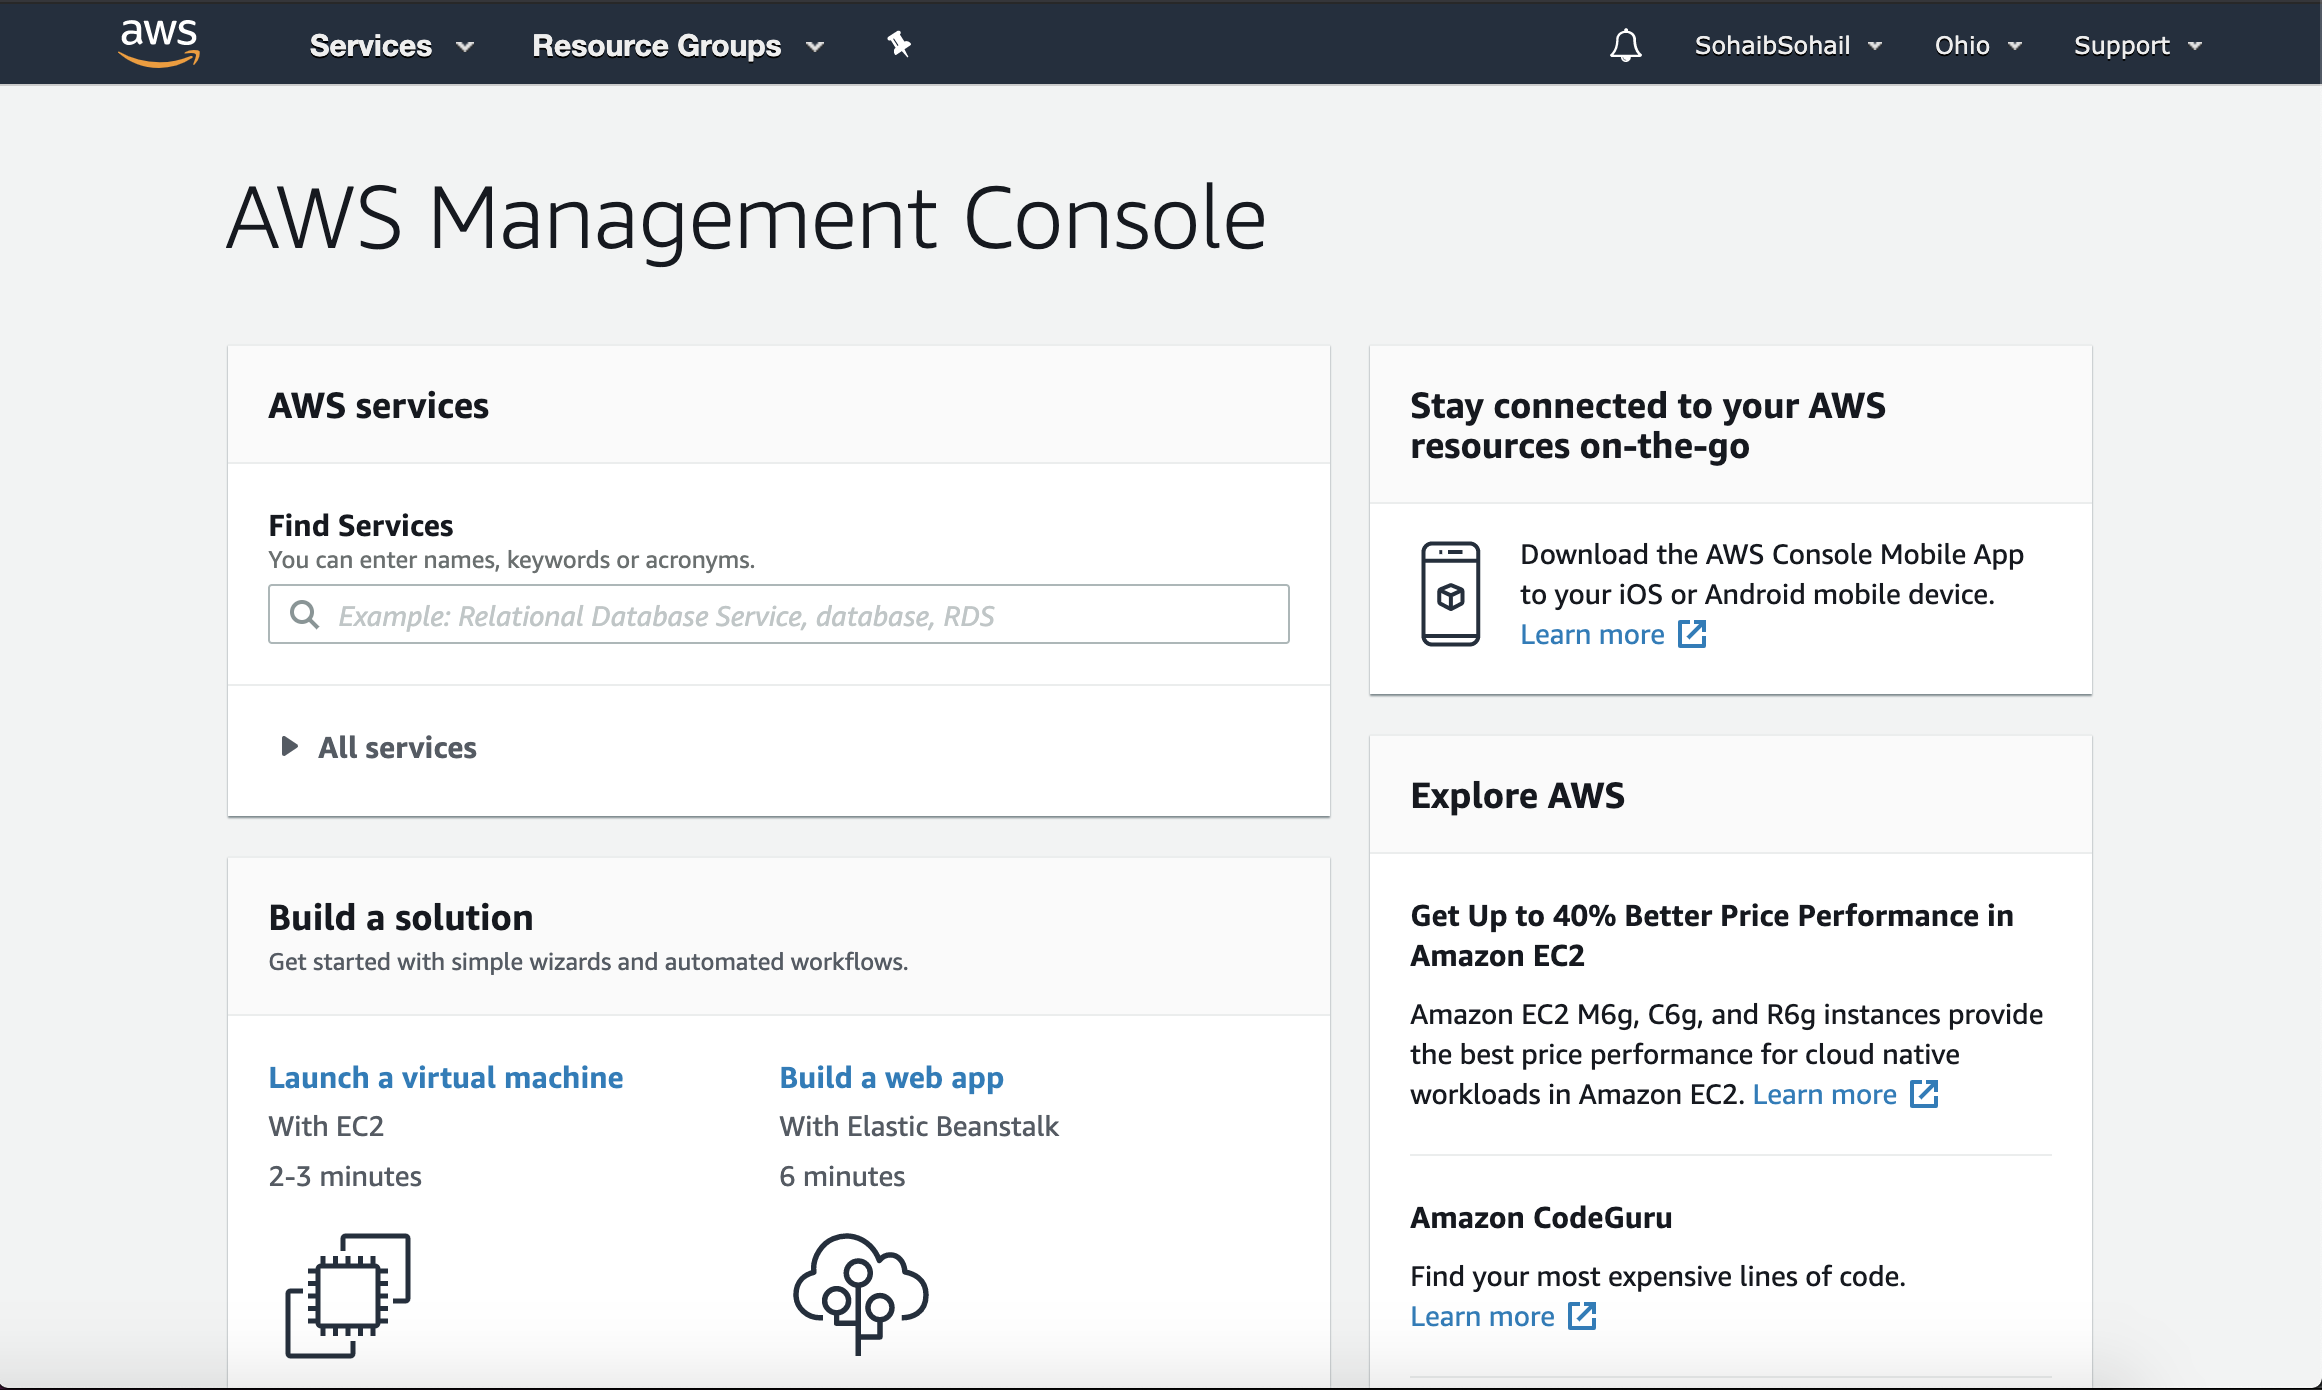 aws
Services
Resource Groups
SohaibSohail
Ohio
Support
AWS Management Console
AWS services
Find Services
You can enter names, keywords or acronyms.
Example: Relational Database Service, database, RDS
All services
Build a solution
Get started with simple wizards and automated workflows.
Launch a virtual machine
With EC2
2-3 minutes
Build a web app
With Elastic Beanstalk
6 minutes
Stay connected to your AWS
resources on-the-go
Download the AWS Console Mobile App
to your iOS or Android mobile device.
Learn more
Explore AWS
Get Up to 40% Better Price Performance in
Amazon EC2
Amazon EC2 M6g, C6g, and R6g instances provide
the best price performance for cloud native
workloads in Amazon EC2. Learn more
Amazon CodeGuru
Find your most expensive lines of code.
Learn more